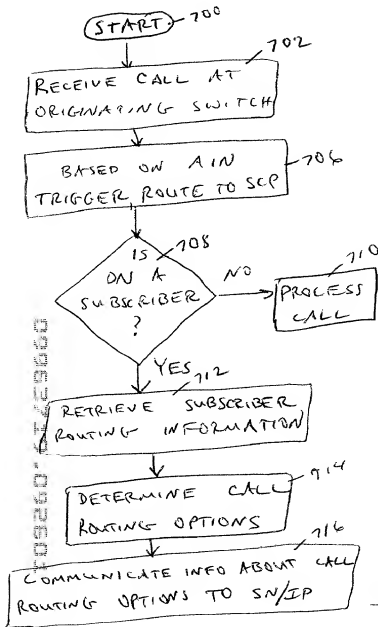 START
700
702
RECEIVE CALL AT
ORIGINATING SWITCH
706
BASED ON AIN
TRIGGER ROUTE TO SCP
708
IS
ON A
SUBSCRIBER
?
NO
710
PROCESS
CALL
YES
712
RETRIEVE SUBSCRIBER
ROUTING INFORMATION
714
DETERMINE CALL
ROUTING OPTIONS
716
COMMUNICATE INFO ABOUT CALL
ROUTING OPTIONS TO SN/IP